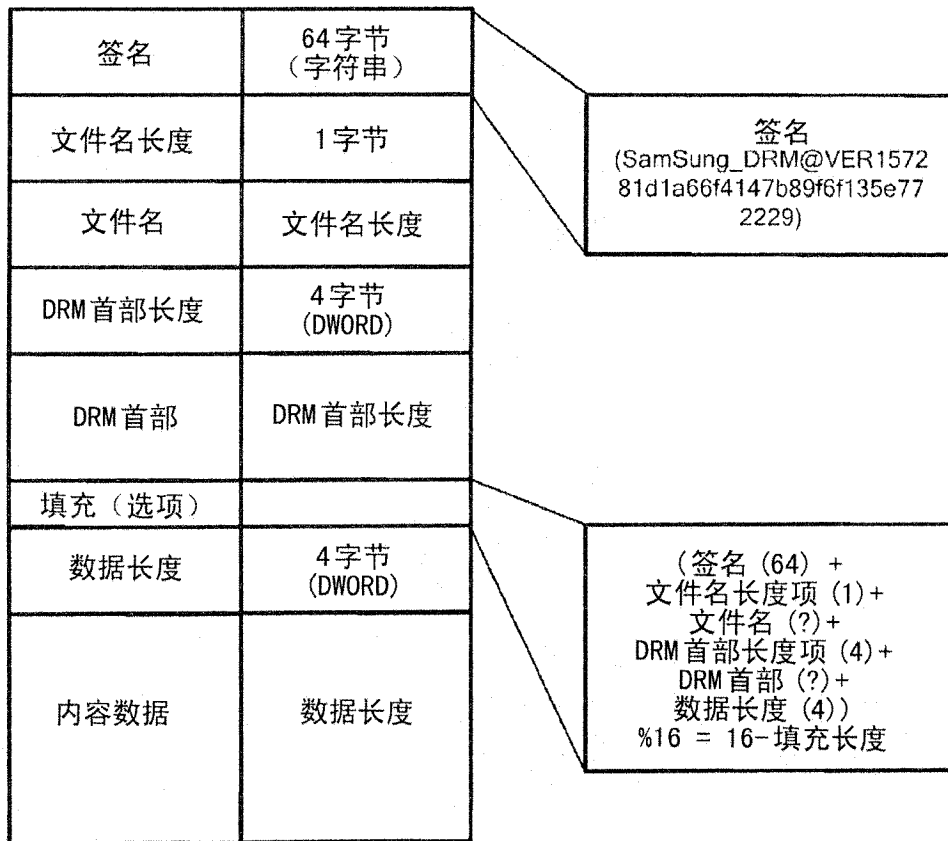 签名
64字节
(字符串)
文件名长度
1字节
文件名
文件名长度
DRM首部长度
4字节
(DWORD)
DRM首部
DRM首部长度
填充（选项）
数据长度
4字节
(DWORD)
内容数据
数据长度
签名
(SamSung_DRM@VER1572
81d1a66f4147b89f6f135e77
2229)
(签名(64) +
文件名长度项(1)+
文件名(?)+
DRM首部长度项(4)+
DRM首部(?)+
数据长度(4))
%16 = 16-填充长度